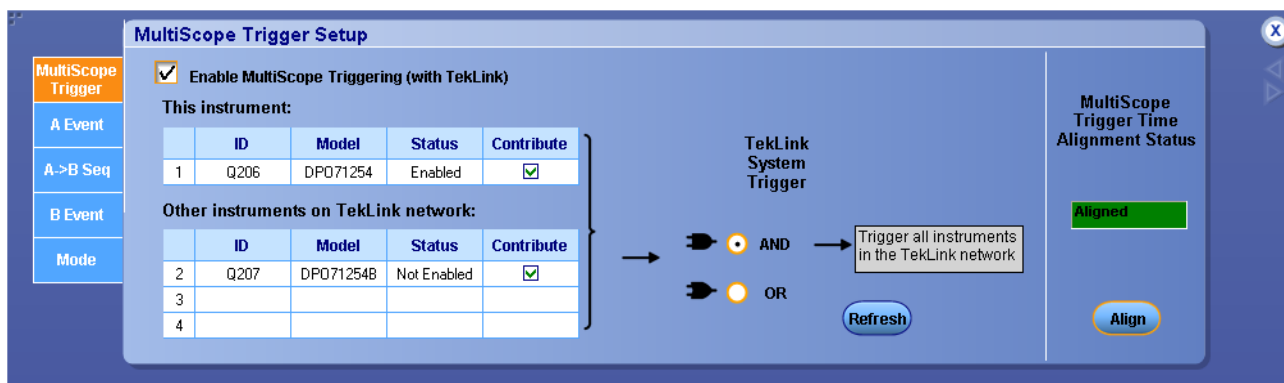 MultiScope Trigger Setup
X
MultiScope
Trigger
A Event
A->B Seq
B Event
Mode
Enable MultiScope Triggering (with TekLink)
This instrument:
ID Model Status Contribute
1 Q206 DPO71254 Enabled
Other instruments on TekLink network:
ID Model Status Contribute
2 Q207 DPO71254B Not Enabled
3
4
TekLink
System
Trigger
AND
OR
Trigger all instruments
in the TekLink network
Refresh
MultiScope
Trigger Time
Alignment Status
Aligned
Align